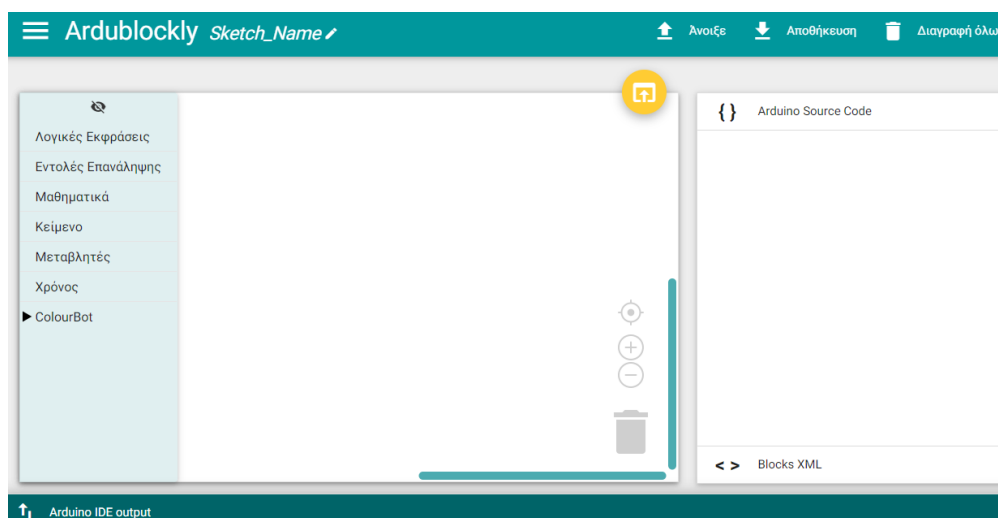 Ardublockly Sketch_Name Άνοιξε Αποθήκευση Διαγραφή όλω
Λογικές Εκφράσεις
Εντολές Επανάληψης
Μαθηματικά
Κείμενο
Μεταβλητές
Χρόνος
ColourBot
{ } Arduino Source Code
< > Blocks XML
Arduino IDE output